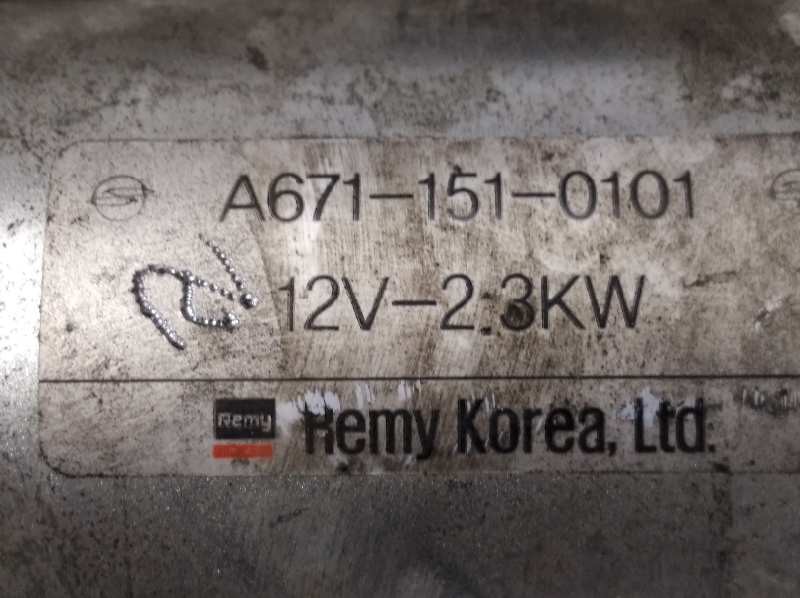 A671-151-0101
12V-2.3KW
Remy
Remy Korea, Ltd.